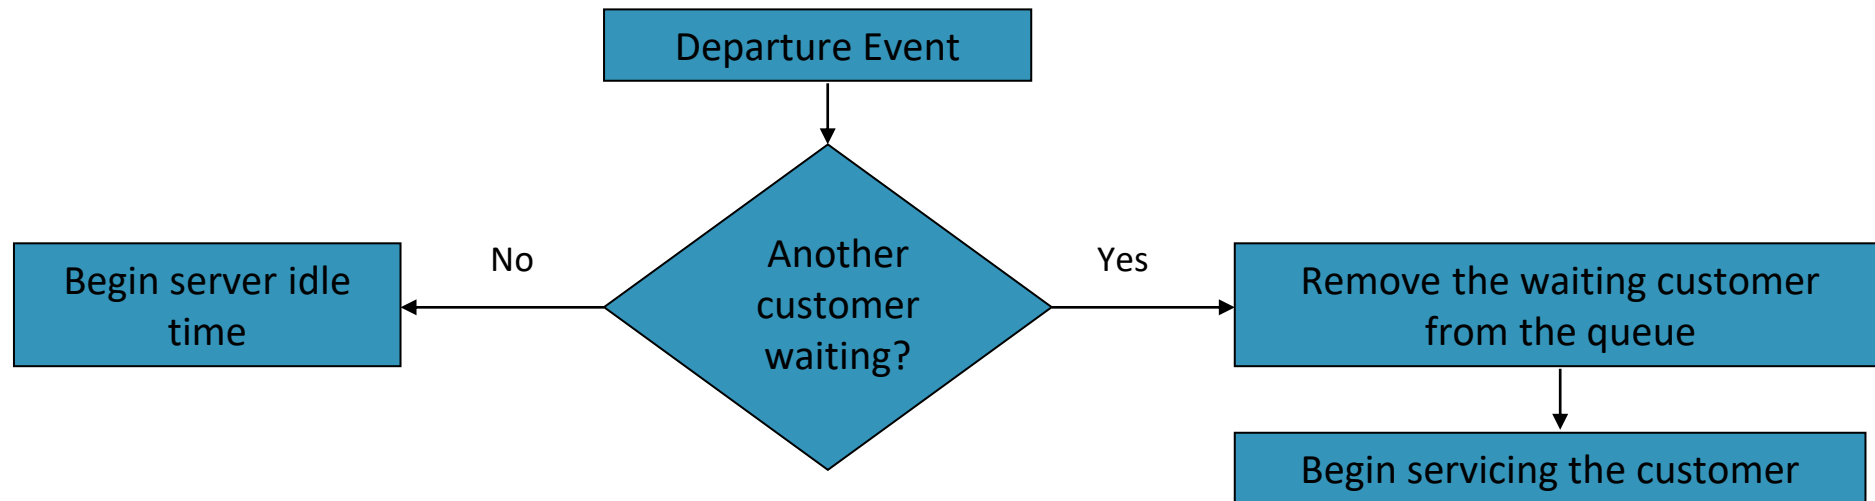 Departure Event
No
Another
customer
waiting?
Yes
Begin server idle
time
Remove the waiting customer
from the queue
Begin servicing the customer